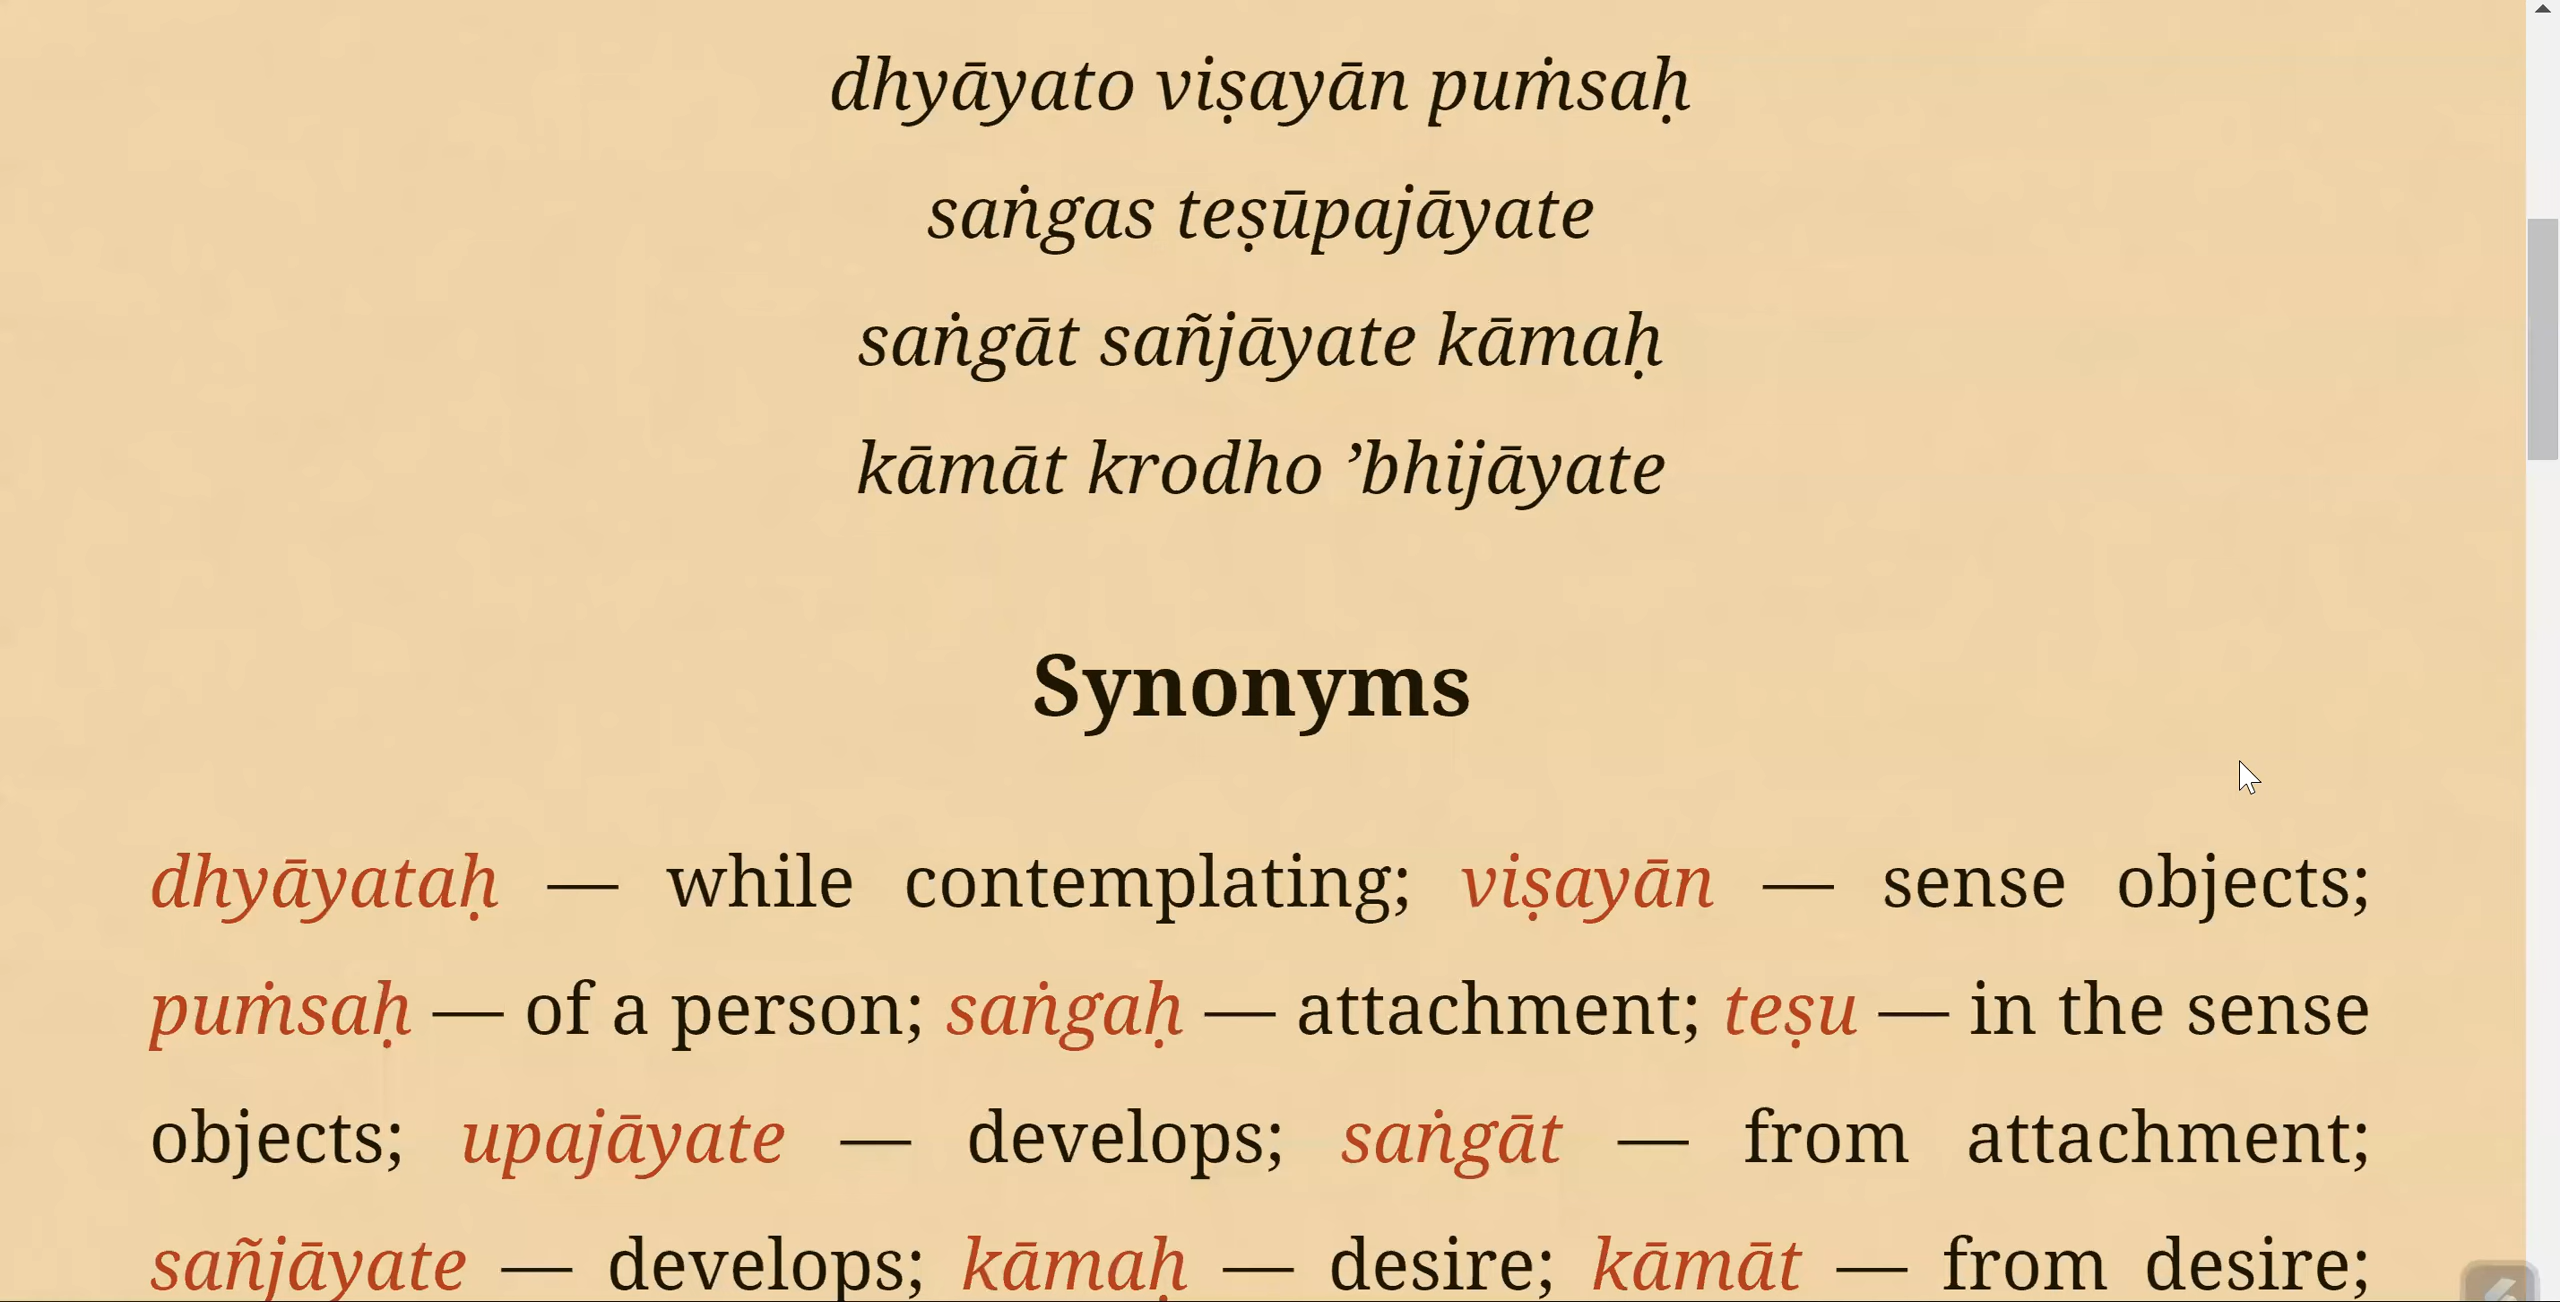 dhyāyato viṣayān puṁsaḥ
saṅgas teṣūpajāyate
saṅgāt sañjāyate kāmaḥ
kāmāt krodho ’bhijāyate
Synonyms
dhyāyataḥ — while contemplating; viṣayān — sense objects;
puṁsaḥ — of a person; saṅgaḥ — attachment; teṣu — in the sense
objects; upajāyate — develops; saṅgāt — from attachment;
sañjāyate — develops; kāmaḥ — desire; kāmāt — from desire;